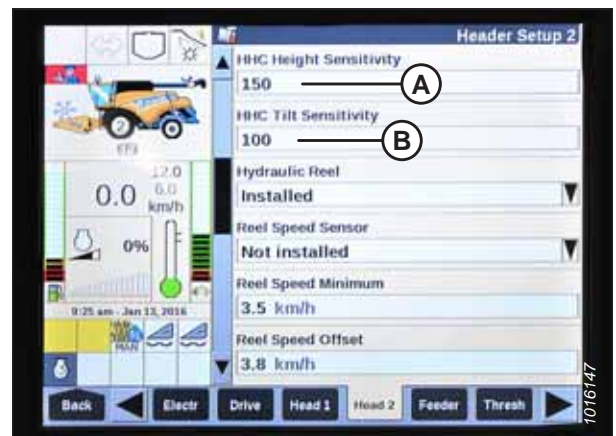 Header Setup 2
HHC Height Sensitivity
150
A
HHC Tilt Sensitivity
100
B
Hydraulic Reel
Installed
Reel Speed Sensor
Not installed
Reel Speed Minimum
3.5 km/h
Reel Speed Offset
3.8 km/h
2
12.0
0.0
6.0
km/h
0%
9:25 am - Jan 13, 2016
MAN
Back
Electr
Drive
Head 1
Head 2
Feeder
Thresh
1016147